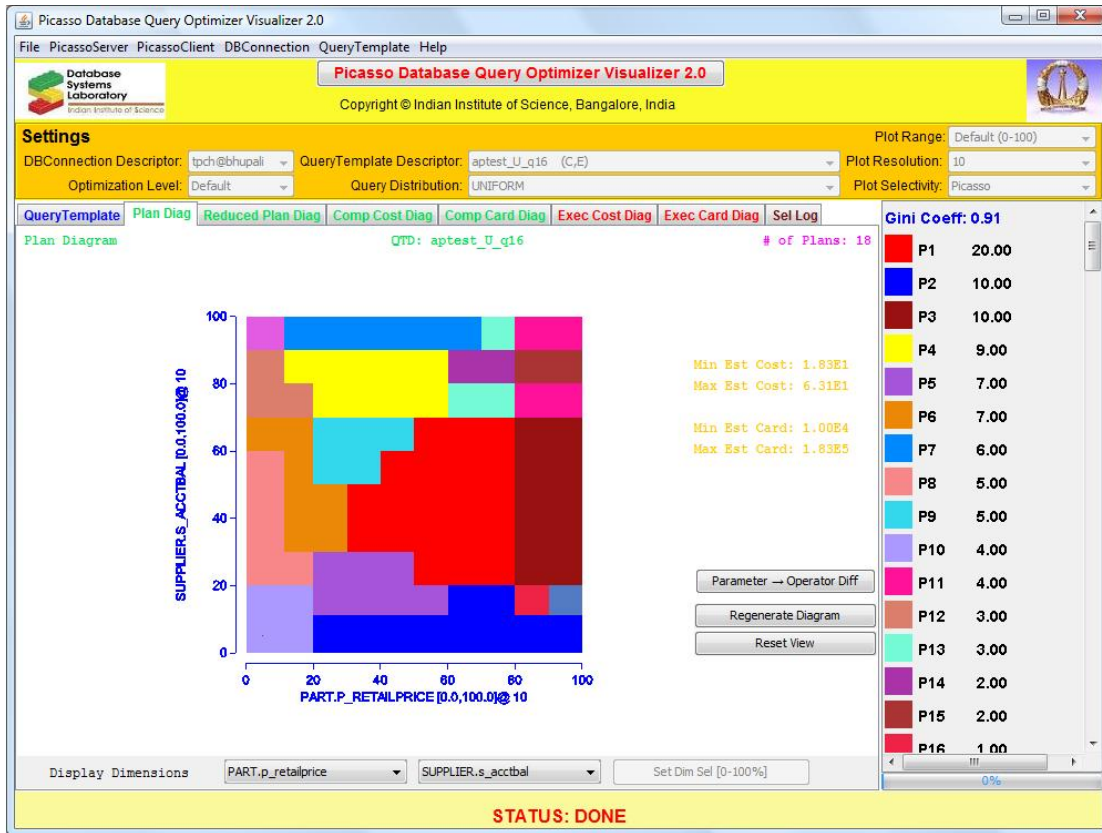 Picasso Database Query Optimizer Visualizer 2.0
File PicassoServer PicassoClient DBConnection QueryTemplate Help
Database
Systems
Laboratory
Indian Institute of Science
Picasso Database Query Optimizer Visualizer 2.0
Copyright © Indian Institute of Science, Bangalore, India
Settings
Plot Range: Default (0-100)
DBConnection Descriptor: tpch@bhupali QueryTemplate Descriptor: aptest_U_q16 (C,E) Plot Resolution: 10
Optimization Level: Default Query Distribution: UNIFORM Plot Selectivity: Picasso
QueryTemplate Plan Diag Reduced Plan Diag Comp Cost Diag Comp Card Diag Exec Cost Diag Exec Card Diag Sel Log
Plan Diagram QTD: aptest_U_q16 # of Plans: 18
100
80
60
40
20
0
SUPPLIER.S_ACCTBAL [0.0,100.0]@ 10
0 20 40 60 80 100
PART.P_RETAILPRICE [0.0,100.0]@ 10
Min Est Cost: 1.83E1
Max Est Cost: 6.31E1
Min Est Card: 1.00E4
Max Est Card: 1.83E5
Parameter → Operator Diff
Regenerate Diagram
Reset View
Display Dimensions PART.p_retailprice SUPPLIER.s_acctbal Set Dim Sel [0-100%]
Gini Coeff: 0.91
P1 20.00
P2 10.00
P3 10.00
P4 9.00
P5 7.00
P6 7.00
P7 6.00
P8 5.00
P9 5.00
P10 4.00
P11 4.00
P12 3.00
P13 3.00
P14 2.00
P15 2.00
P16 1.00
0%
STATUS: DONE